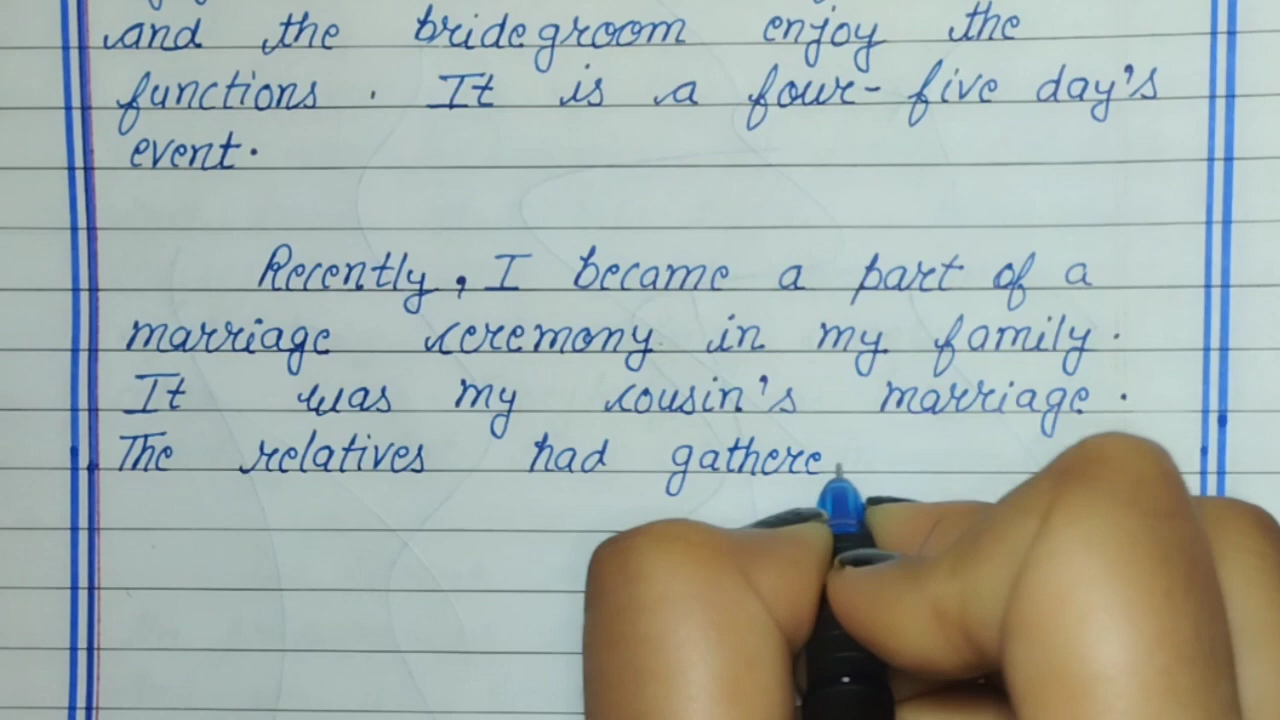 and the bridegroom enjoy the
functions. It is a four-five day's
event.
Recently, I became a part of a
marriage ceremony in my family.
It was my cousin's marriage.
The relatives had gathere